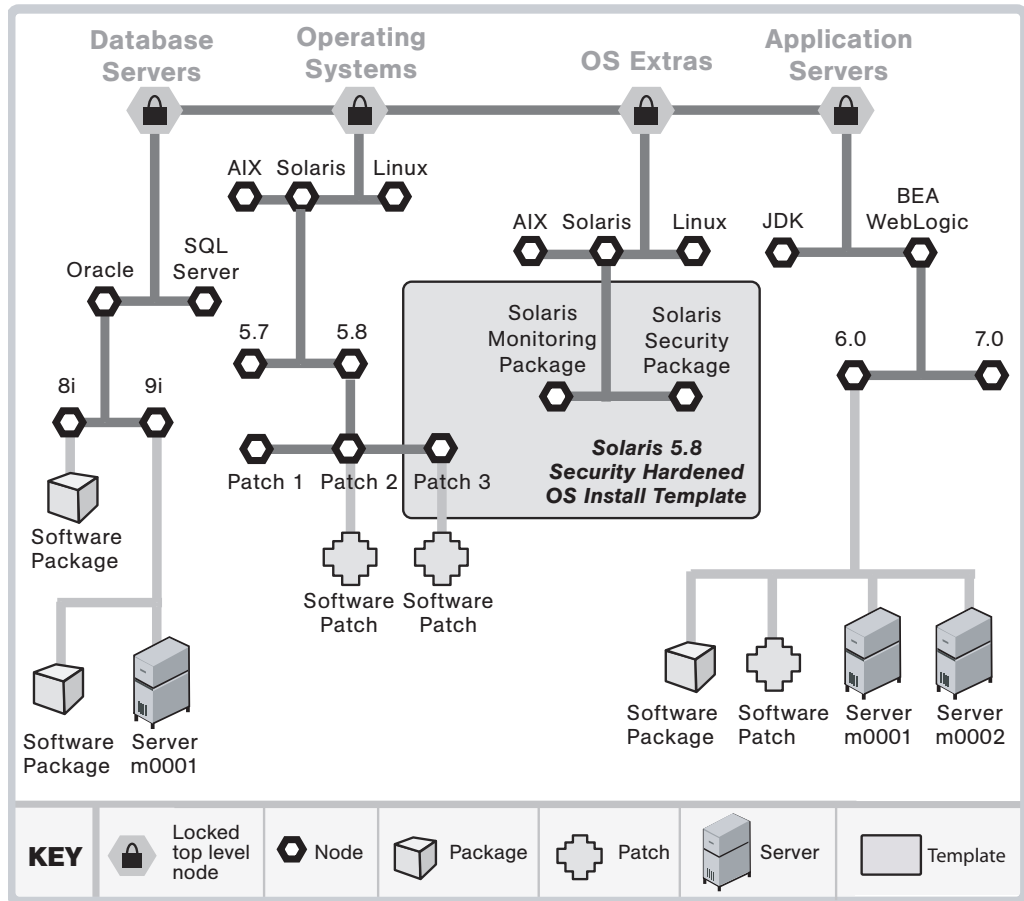 Database
Servers
Operating
Systems
OS Extras
Application
Servers
AIX Solaris Linux
AIX Solaris Linux
JDK
BEA
WebLogic
Oracle
SQL
Server
5.7
5.8
Solaris
Monitoring
Package
Solaris
Security
Package
6.0
7.0
8i
9i
Patch 1 Patch 2 Patch 3
Solaris 5.8
Security Hardened
OS Install Template
Software
Package
Software
Patch
Software
Patch
Software
Package
Server
m0001
Software
Package
Software
Patch
Server
m0001
Server
m0002
KEY
Locked
top level
node
Node
Package
Patch
Server
Template